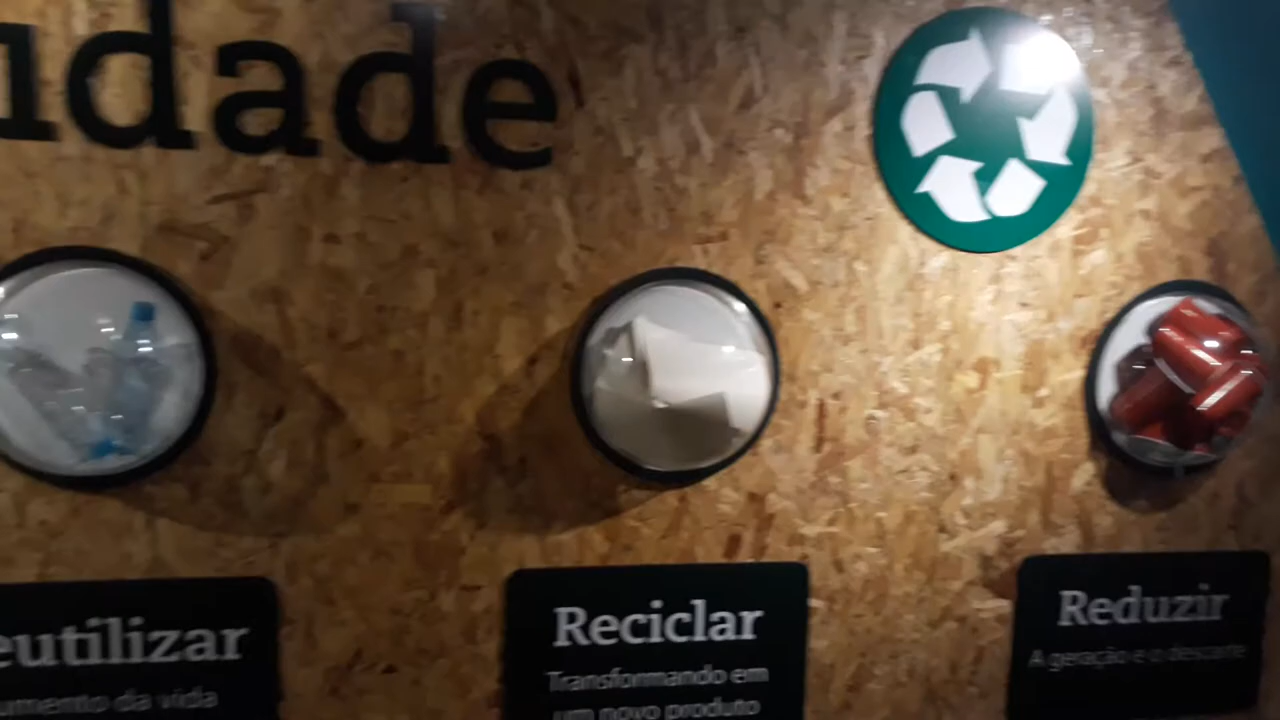 idade
eutilizar
umento da vida
Reciclar
Transformando em
um novo produto
Reduzir
A geração e o descarte